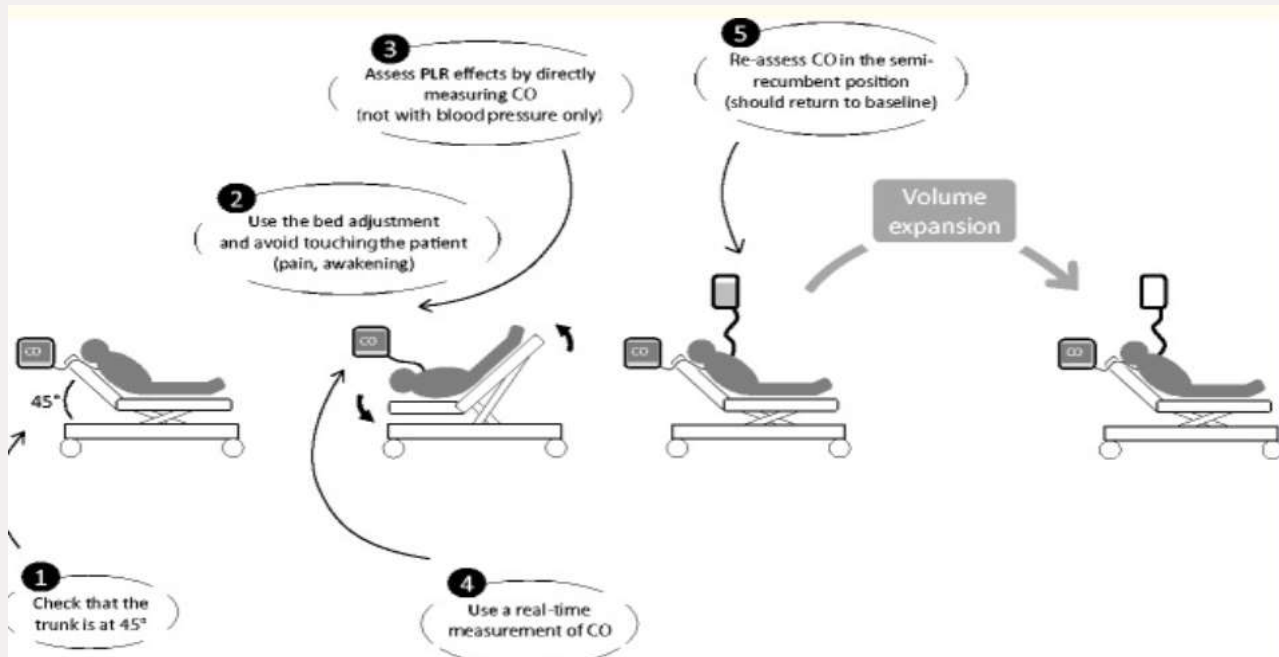 3
Assess PLR effects by directly
measuring CO
(not with blood pressure only)
5
Re-assess CO in the semi-
recumbent position
(should return to baseline)
2
Use the bed adjustment
and avoid touching the patient
(pain, awakening)
Volume
expansion
CO
CO
CO
CO
45°
1
Check that the
trunk is at 45°
4
Use a real-time
measurement of CO